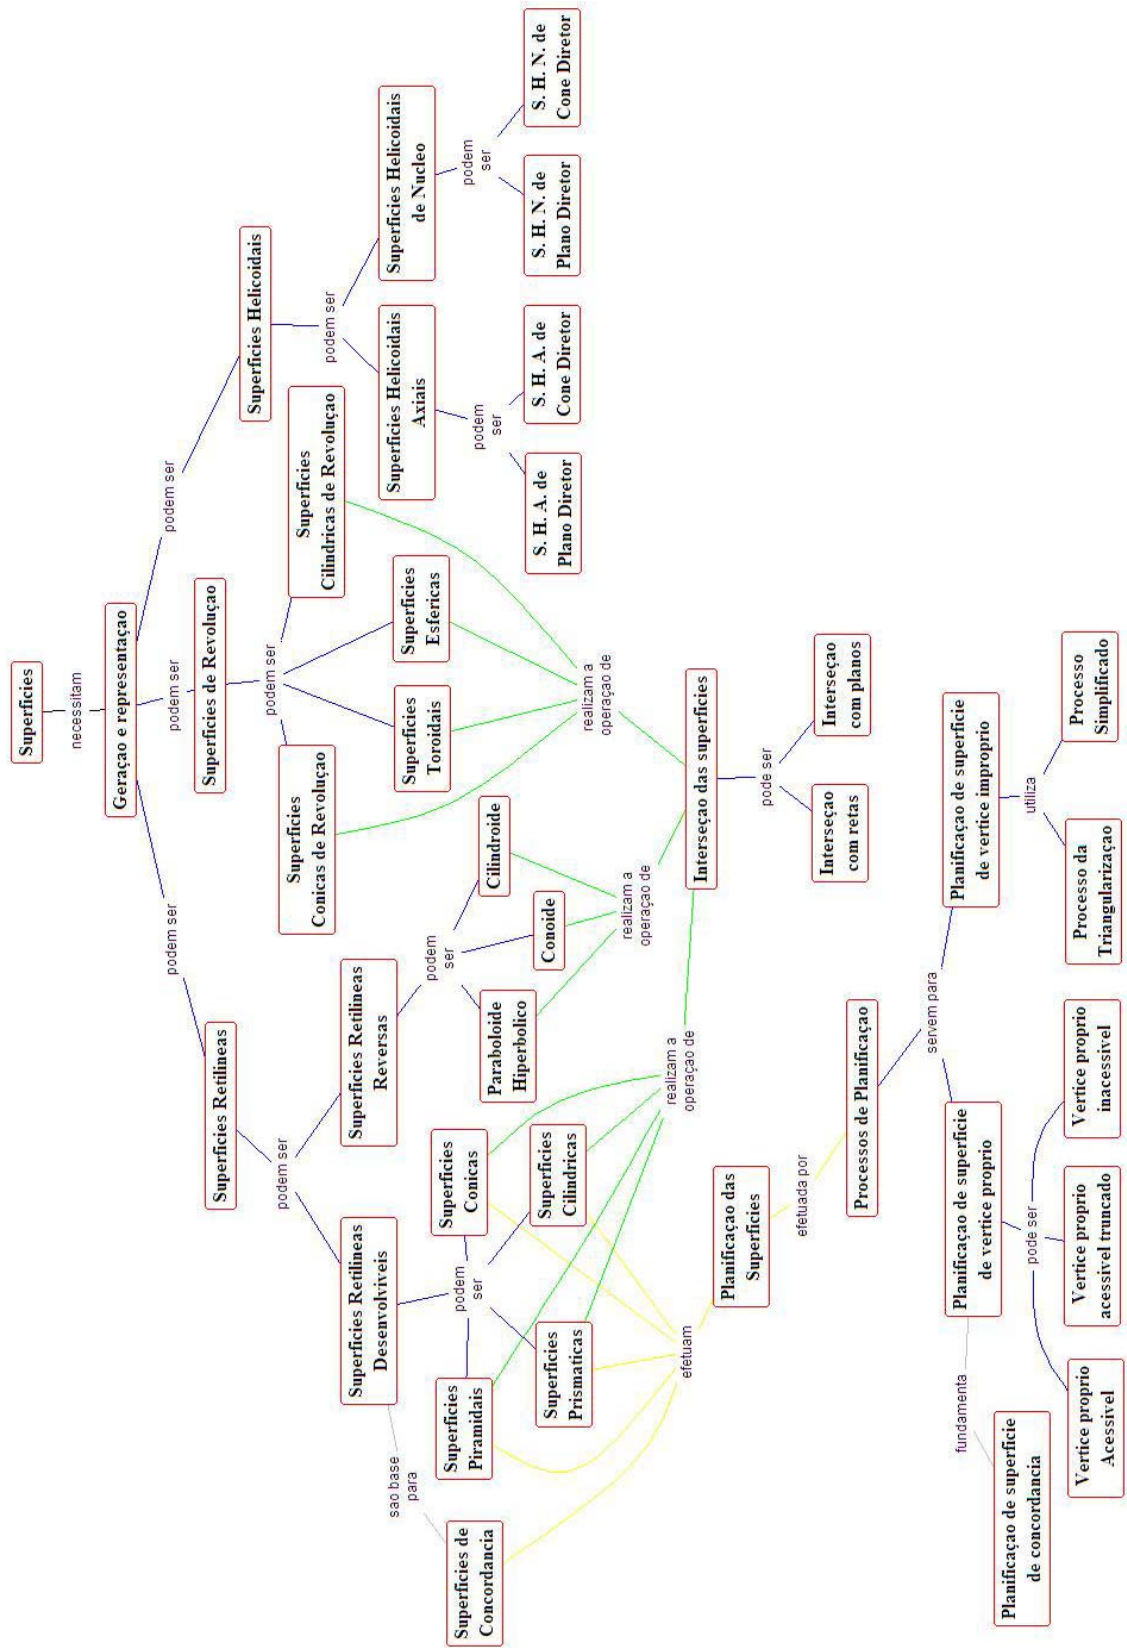 Superficies
necessitam
Geraçao e representaçao
podem ser
podem ser
podem ser
Superficies Retilineas
Superficies de Revoluçao
Superficies Helicoidais
podem ser
podem ser
podem ser
Superficies Retilineas
Desenvolviveis
Superficies Retilineas
Reversas
Superficies
Conicas de Revoluçao
Superficies
Toroidais
Superficies
Esfericas
Superficies
Cilindricas de Revoluçao
Superficies Helicoidais
Axiais
Superficies Helicoidais
de Nucleo
sao base
para
podem
ser
podem
ser
podem
ser
podem
ser
Superficies de
Concordancia
Superficies
Piramidais
Superficies
Prismaticas
Superficies
Cilindricas
Superficies
Conicas
Paraboloide
Hiperbolico
Conoide
Cilindroide
S. H. A. de
Plano Diretor
S. H. A. de
Cone Diretor
S. H. N. de
Plano Diretor
S. H. N. de
Cone Diretor
efetuam
realizam a
operaçao de
realizam a
operaçao de
realizam a
operaçao de
Planificaçao das
Superficies
Interseçao das superficies
efetuada por
pode ser
Processos de Planificaçao
Interseçao
com retas
Interseçao
com planos
servem para
fundamenta
Planificaçao de superficie
de vertice proprio
Planificaçao de superficie
de vertice improprio
Planificaçao de superficie
de concordancia
pode ser
utiliza
Vertice proprio
Acessivel
Vertice proprio
acessivel truncado
Vertice proprio
inacessivel
Processo da
Triangularizaçao
Processo
Simplificado